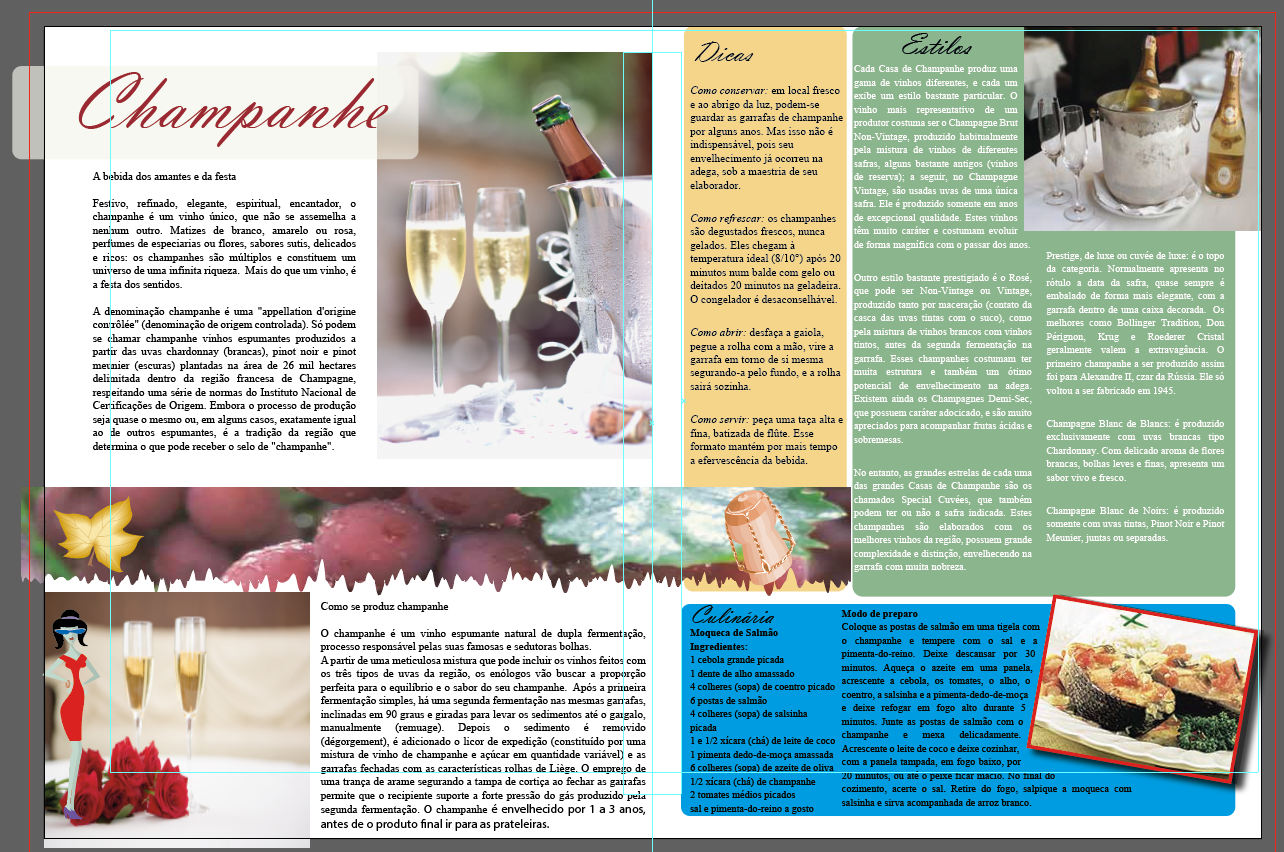 Champanhe
A bebida dos amantes e da festa
Festivo, refinado, elegante, espiritual, encantador, o
champanhe é um vinho único, que não se assemelha a
nenhum outro. Matizes de branco, amarelo ou rosa,
perfumes de especiarias ou flores, sabores sutis, delicados
e ricos: os champanhes são múltiplos e constituem um
universo de uma infinita riqueza. Mais do que um vinho, é
a festa dos sentidos.
A denominação champanhe é uma "appellation d'origine
contrôlée" (denominação de origem controlada). Só podem
se chamar champanhe vinhos espumantes produzidos a
partir das uvas chardonnay (brancas), pinot noir e pinot
meunier (escuras) plantadas na área de 26 mil hectares
delimitada dentro da região francesa de Champagne,
respeitando uma série de normas do Instituto Nacional de
Certificações de Origem. Embora o processo de produção
seja quase o mesmo ou, em alguns casos, exatamente igual
ao de outros espumantes, é a tradição da região que
determina o que pode receber o selo de "champanhe".
Como se produz champanhe
O champanhe é um vinho espumante natural de dupla fermentação,
processo responsável pelas suas famosas e sedutoras bolhas.
A partir de uma meticulosa mistura que pode incluir os vinhos feitos com
os três tipos de uvas da região, os enólogos vão buscar a proporção
perfeita para o equilíbrio e o sabor do seu champanhe. Após a primeira
fermentação simples, há uma segunda fermentação nas mesmas garrafas,
inclinadas em 90 graus e giradas para levar os sedimentos até o gargalo,
manualmente (remuage). Depois o sedimento é removido
(dégorgement), é adicionado o licor de expedição (constituído por uma
mistura de vinho de champanhe e açúcar em quantidade variável) e as
garrafas fechadas com as características rolhas de Liège. O emprego de
uma trança de arame segurando a tampa de cortiça ao fechar as garrafas
permite que o recipiente suporte a forte pressão do gás produzido pela
segunda fermentação. O champanhe é envelhecido por 1 a 3 anos,
antes de o produto final ir para as prateleiras.
Dicas
Como conservar: em local fresco
e ao abrigo da luz, podem-se
guardar as garrafas de champanhe
por alguns anos. Mas isso não é
indispensável, pois seu
envelhecimento já ocorreu na
adega, sob a maestria de seu
elaborador.
Como refrescar: os champanhes
são degustados frescos, nunca
gelados. Eles chegam à
temperatura ideal (8/10°) após 20
minutos num balde com gelo ou
deitados 20 minutos na geladeira.
O congelador é desaconselhável.
Como abrir: desfaça a gaiola,
pegue a rolha com a mão, vire a
garrafa em torno de si mesma
segurando-a pelo fundo, e a rolha
sairá sozinha.
Como servir: peça uma taça alta e
fina, batizada de flûte. Esse
formato mantém por mais tempo
a efervescência da bebida.
Estilos
Cada Casa de Champanhe produz uma
gama de vinhos diferentes, e cada um
exibe um estilo bastante particular. O
vinho mais representativo de um
produtor costuma ser o Champagne Brut
Non-Vintage, produzido habitualmente
pela mistura de vinhos de diferentes
safras, alguns bastante antigos (vinhos
de reserva); a seguir, no Champagne
Vintage, são usadas uvas de uma única
safra. Ele é produzido somente em anos
de excepcional qualidade. Estes vinhos
têm muito caráter e costumam evoluir
de forma magnífica com o passar dos anos.
Outro estilo bastante prestigiado é o Rosé,
que pode ser Non-Vintage ou Vintage,
produzido tanto por maceração (contato da
casca das uvas tintas com o suco), como
pela mistura de vinhos brancos com vinhos
tintos, antes da segunda fermentação na
garrafa. Esses champanhes costumam ter
muita estrutura e também um ótimo
potencial de envelhecimento na adega.
Existem ainda os Champagnes Demi-Sec,
que possuem caráter adocicado, e são muito
apreciados para acompanhar frutas ácidas e
sobremesas.
No entanto, as grandes estrelas de cada uma
das grandes Casas de Champanhe são os
chamados Special Cuvées, que também
podem ter ou não a safra indicada. Estes
champanhes são elaborados com os
melhores vinhos da região, possuem grande
complexidade e distinção, envelhecendo na
garrafa com muita nobreza.
Prestige, de luxe ou cuvée de luxe: é o topo
da categoria. Normalmente apresenta no
rótulo a data da safra, quase sempre é
embalado de forma mais elegante, com a
garrafa dentro de uma caixa decorada. Os
melhores como Bollinger Tradition, Don
Pérignon, Krug e Roederer Cristal
geralmente valem a extravagância. O
primeiro champanhe a ser produzido assim
foi para Alexandre II, czar da Rússia. Ele só
voltou a ser fabricado em 1945.
Champagne Blanc de Blancs: é produzido
exclusivamente com uvas brancas tipo
Chardonnay. Com delicado aroma de flores
brancas, bolhas leves e finas, apresenta um
sabor vivo e fresco.
Champagne Blanc de Noirs: é produzido
somente com uvas tintas, Pinot Noir e Pinot
Meunier, juntas ou separadas.
Culinária
Moqueca de Salmão
Ingredientes:
1 cebola grande picada
1 dente de alho amassado
4 colheres (sopa) de coentro picado
6 postas de salmão
4 colheres (sopa) de salsinha
picada
1 e 1/2 xícara (chá) de leite de coco
1 pimenta dedo-de-moça amassada
6 colheres (sopa) de azeite de oliva
1/2 xícara (chá) de champanhe
2 tomates médios picados
sal e pimenta-do-reino a gosto
Modo de preparo
Coloque as postas de salmão em uma tigela com
o champanhe e tempere com o sal e a
pimenta-do-reino. Deixe descansar por 30
minutos. Aqueça o azeite em uma panela,
acrescente a cebola, os tomates, o alho, o
coentro, a salsinha e a pimenta-dedo-de-moça
e deixe refogar em fogo alto durante 5
minutos. Junte as postas de salmão com o
champanhe e mexa delicadamente.
Acrescente o leite de coco e deixe cozinhar,
com a panela tampada, em fogo baixo, por
20 minutos, ou até o peixe ficar macio. No final do
cozimento, acerte o sal. Retire do fogo, salpique a moqueca com
salsinha e sirva acompanhada de arroz branco.